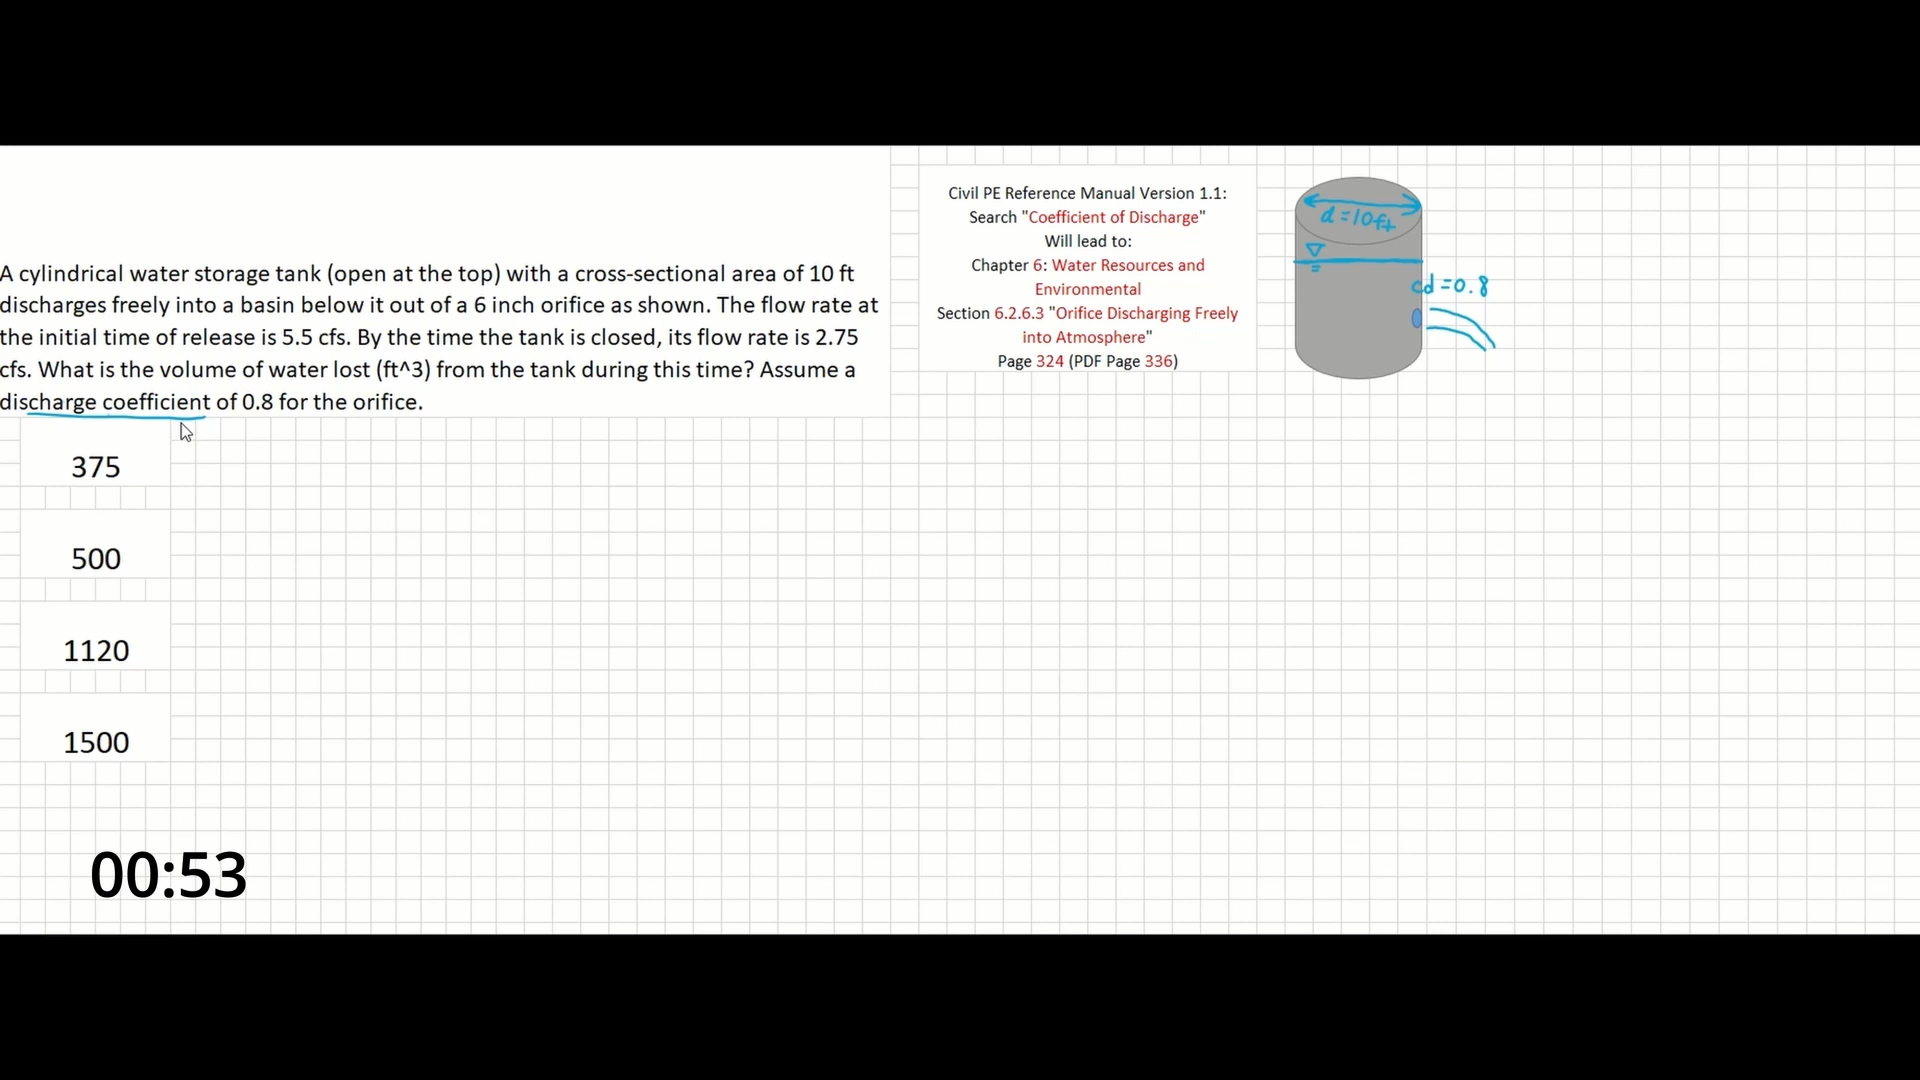 A cylindrical water storage tank (open at the top) with a cross-sectional area of 10 ft
discharges freely into a basin below it out of a 6 inch orifice as shown. The flow rate at
the initial time of release is 5.5 cfs. By the time the tank is closed, its flow rate is 2.75
cfs. What is the volume of water lost (ft^3) from the tank during this time? Assume a
discharge coefficient of 0.8 for the orifice.
375
500
1120
1500
00:53
Civil PE Reference Manual Version 1.1:
Search "Coefficient of Discharge"
Will lead to:
Chapter 6: Water Resources and
Environmental
Section 6.2.6.3 "Orifice Discharging Freely
into Atmosphere"
Page 324 (PDF Page 336)
d=10ft
cd=0.8